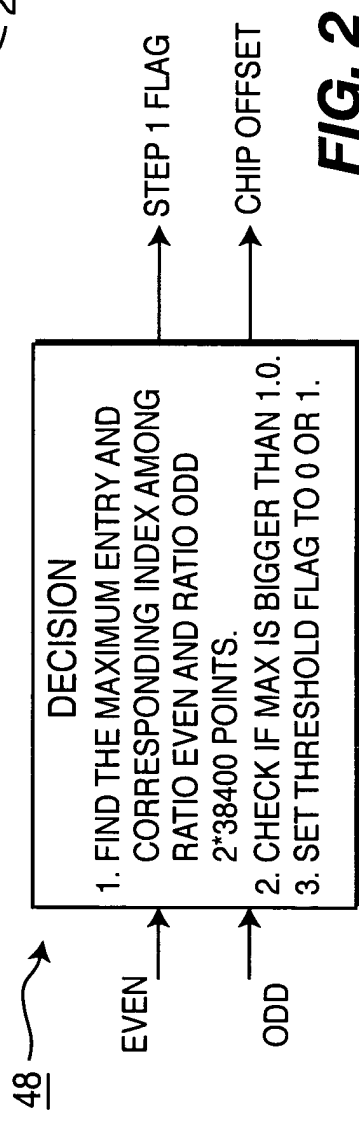 48
DECISION
1. FIND THE MAXIMUM ENTRY AND
CORRESPONDING INDEX AMONG
RATIO EVEN AND RATIO ODD
2*38400 POINTS.
2. CHECK IF MAX IS BIGGER THAN 1.0.
3. SET THRESHOLD FLAG TO 0 OR 1.
EVEN
ODD
STEP 1 FLAG
CHIP OFFSET
FIG. 2